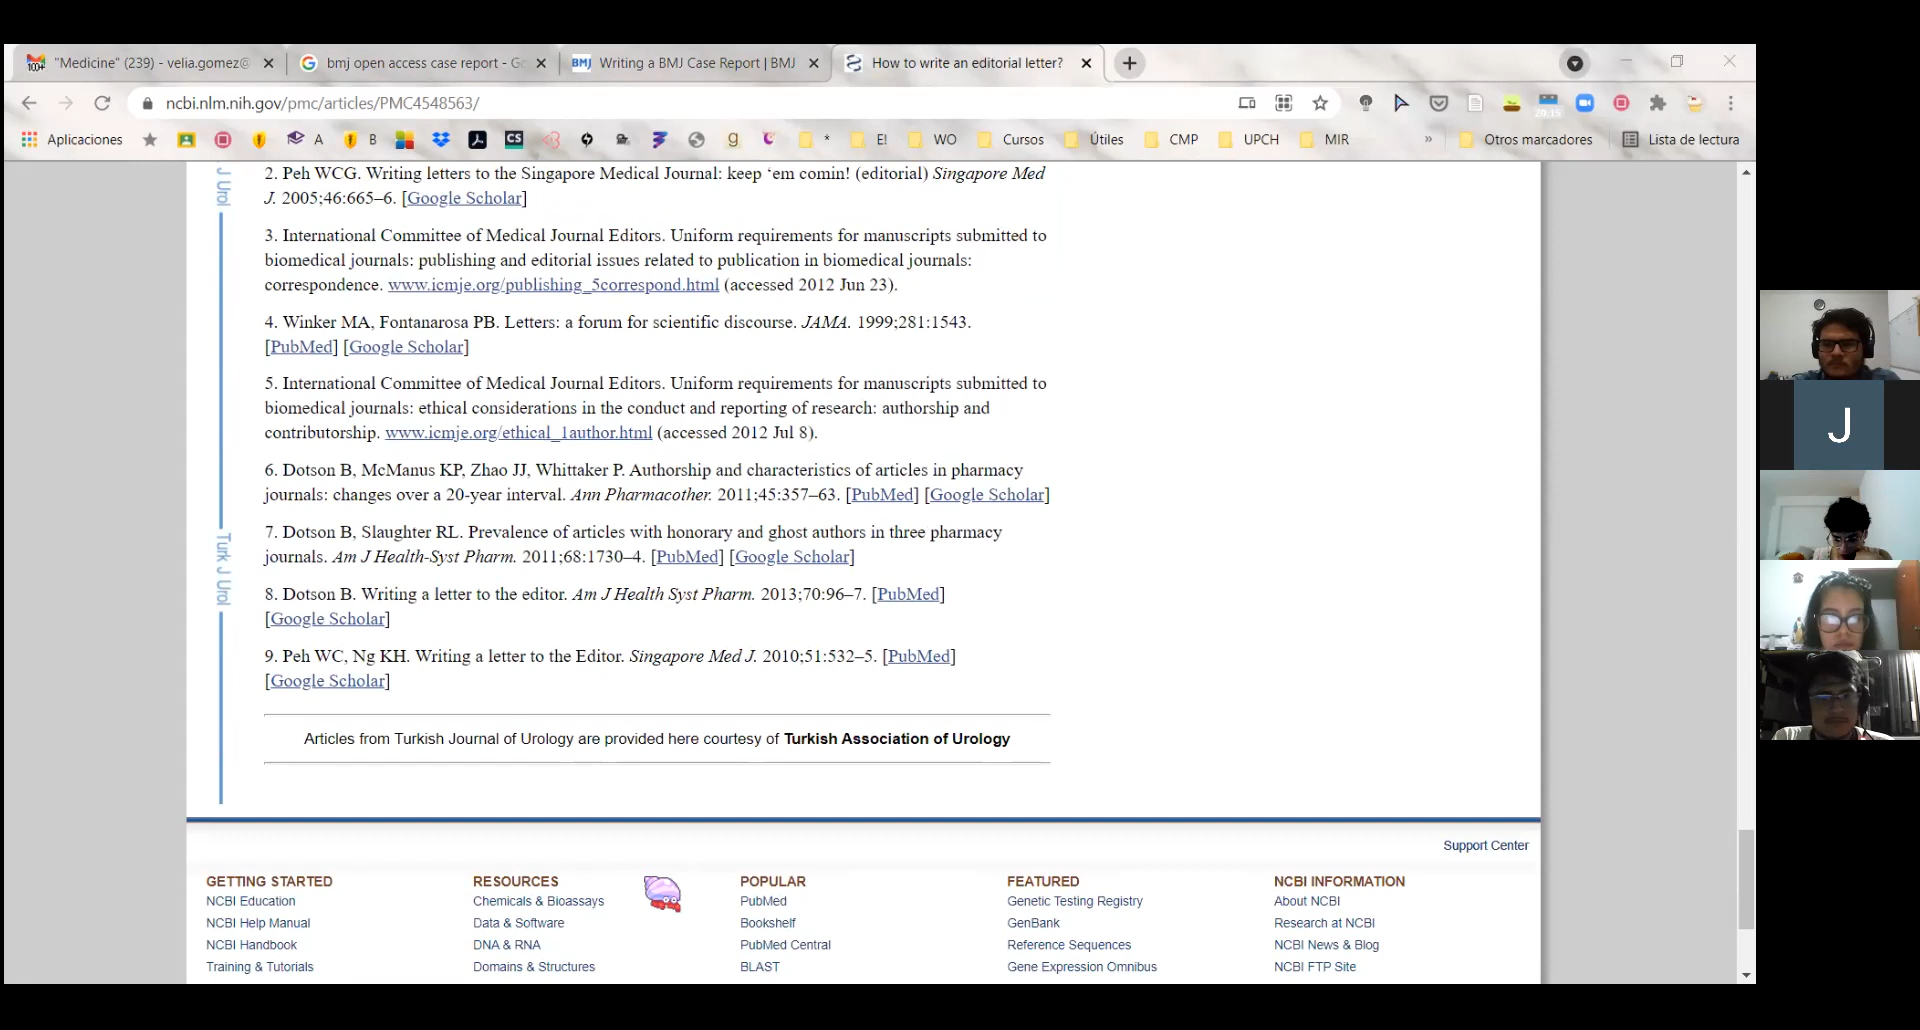 "Medicine" (239) - velia.gomez@
bmj open access case report - Go
BMJ Writing a BMJ Case Report | BMJ
How to write an editorial letter?
ncbi.nlm.nih.gov/pmc/articles/PMC4548563/
20:15
Aplicaciones A B CS g * E! WO Cursos Útiles CMP UPCH MIR » Otros marcadores Lista de lectura
J Urol
2. Peh WCG. Writing letters to the Singapore Medical Journal: keep ‘em comin! (editorial) Singapore Med
J. 2005;46:665–6. [Google Scholar]
3. International Committee of Medical Journal Editors. Uniform requirements for manuscripts submitted to
biomedical journals: publishing and editorial issues related to publication in biomedical journals:
correspondence. www.icmje.org/publishing_5correspond.html (accessed 2012 Jun 23).
4. Winker MA, Fontanarosa PB. Letters: a forum for scientific discourse. JAMA. 1999;281:1543.
[PubMed] [Google Scholar]
5. International Committee of Medical Journal Editors. Uniform requirements for manuscripts submitted to
biomedical journals: ethical considerations in the conduct and reporting of research: authorship and
contributorship. www.icmje.org/ethical_1author.html (accessed 2012 Jul 8).
6. Dotson B, McManus KP, Zhao JJ, Whittaker P. Authorship and characteristics of articles in pharmacy
journals: changes over a 20-year interval. Ann Pharmacother. 2011;45:357–63. [PubMed] [Google Scholar]
7. Dotson B, Slaughter RL. Prevalence of articles with honorary and ghost authors in three pharmacy
journals. Am J Health-Syst Pharm. 2011;68:1730–4. [PubMed] [Google Scholar]
Turk J Urol
8. Dotson B. Writing a letter to the editor. Am J Health Syst Pharm. 2013;70:96–7. [PubMed]
[Google Scholar]
9. Peh WC, Ng KH. Writing a letter to the Editor. Singapore Med J. 2010;51:532–5. [PubMed]
[Google Scholar]
Articles from Turkish Journal of Urology are provided here courtesy of Turkish Association of Urology
Support Center
GETTING STARTED
NCBI Education
NCBI Help Manual
NCBI Handbook
Training & Tutorials
RESOURCES
Chemicals & Bioassays
Data & Software
DNA & RNA
Domains & Structures
POPULAR
PubMed
Bookshelf
PubMed Central
BLAST
FEATURED
Genetic Testing Registry
GenBank
Reference Sequences
Gene Expression Omnibus
NCBI INFORMATION
About NCBI
Research at NCBI
NCBI News & Blog
NCBI FTP Site
J